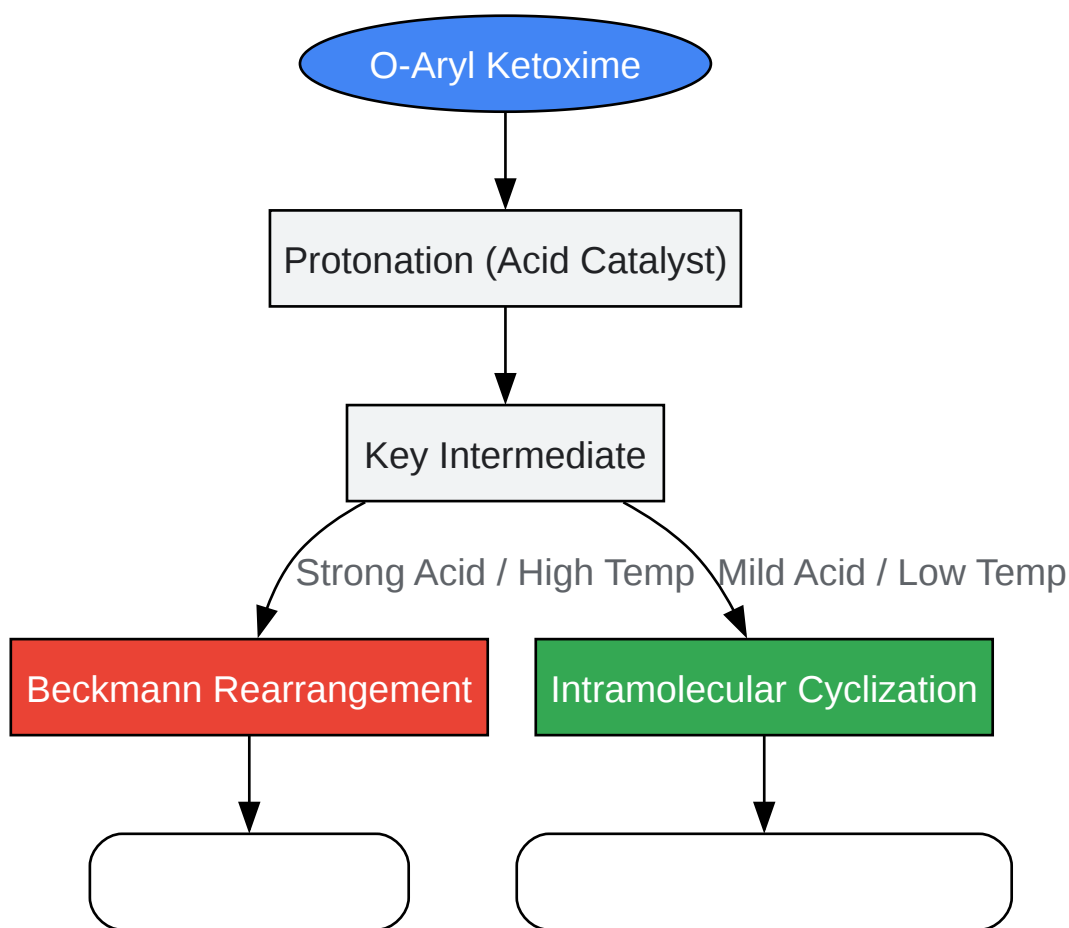 O-Aryl Ketoxime
Protonation (Acid Catalyst)
Key Intermediate
Strong Acid / High Temp
Mild Acid / Low Temp
Beckmann Rearrangement
Intramolecular Cyclization